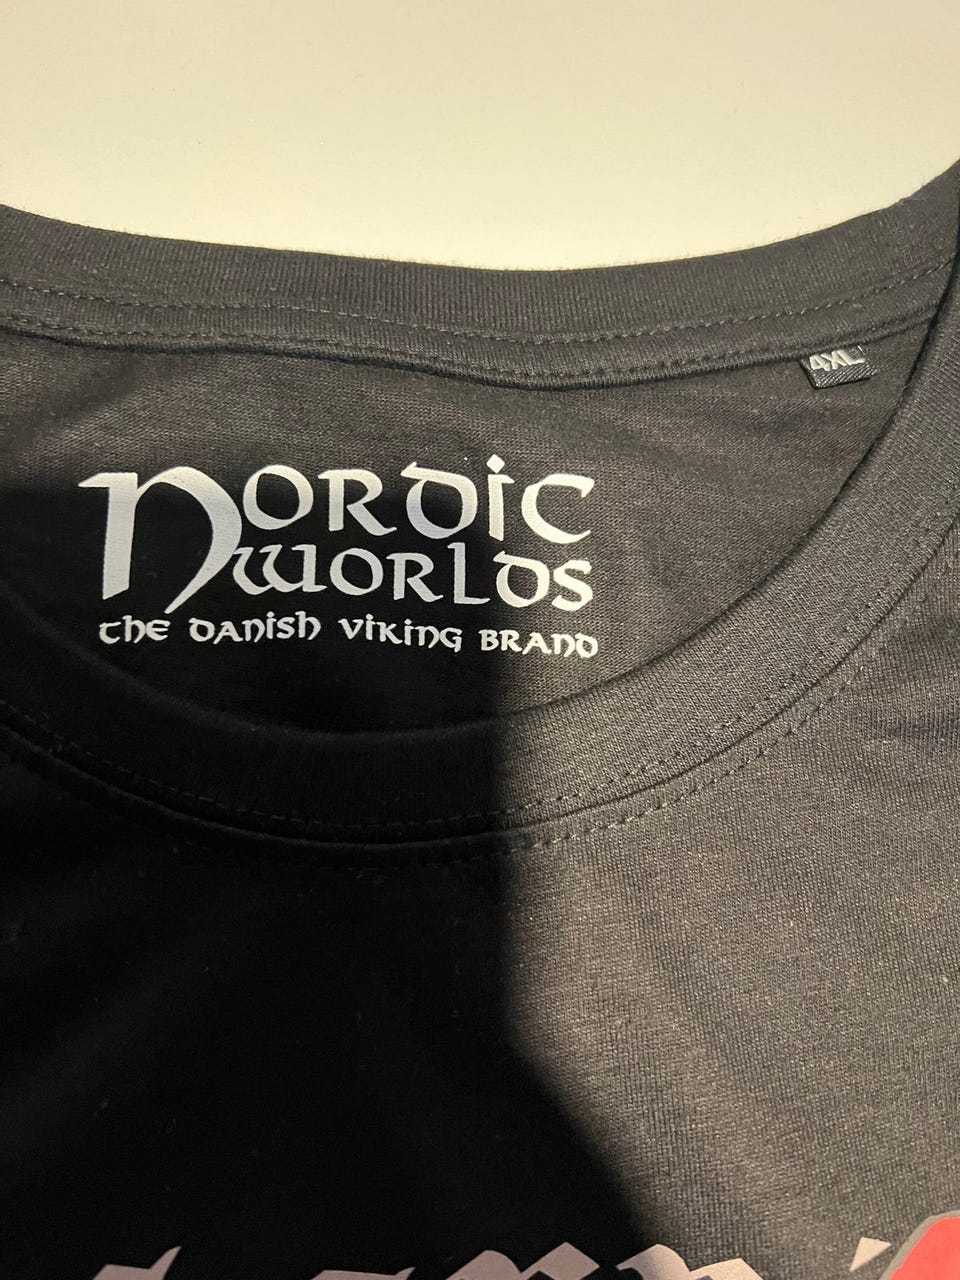 4XL
NORDIC
WORLDS
THE DANISH VIKING BRAND